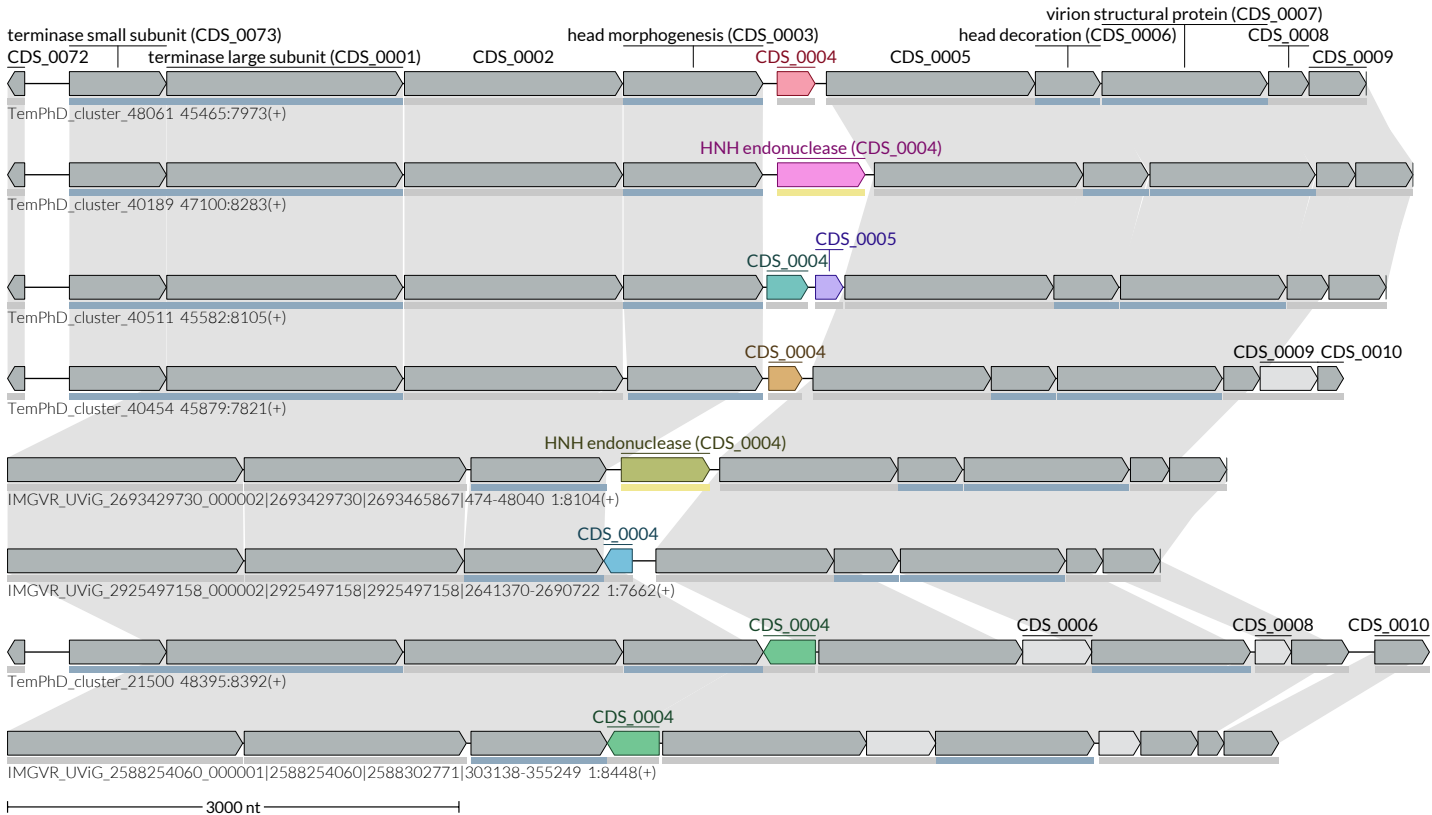 virion structural protein (CDS_0007)
terminase small subunit (CDS_0073) head morphogenesis (CDS_0003) head decoration (CDS_0006) CDS_0008
CDS_0072 terminase large subunit (CDS_0001) CDS_0002 CDS_0004 CDS_0005 CDS_0009
TemPhD_cluster_48061 45465:7973(+)
HNH endonuclease (CDS_0004)
TemPhD_cluster_40189 47100:8283(+)
CDS_0005
CDS_0004
TemPhD_cluster_40511 45582:8105(+)
CDS_0004 CDS_0009 CDS_0010
TemPhD_cluster_40454 45879:7821(+)
HNH endonuclease (CDS_0004)
IMGVR_UViG_2693429730_000002|2693429730|2693465867|474-48040 1:8104(+)
CDS_0004
IMGVR_UViG_2925497158_000002|2925497158|2925497158|2641370-2690722 1:7662(+)
CDS_0004 CDS_0006 CDS_0008 CDS_0010
TemPhD_cluster_21500 48395:8392(+)
CDS_0004
IMGVR_UViG_2588254060_000001|2588254060|2588302771|303138-355249 1:8448(+)
3000 nt